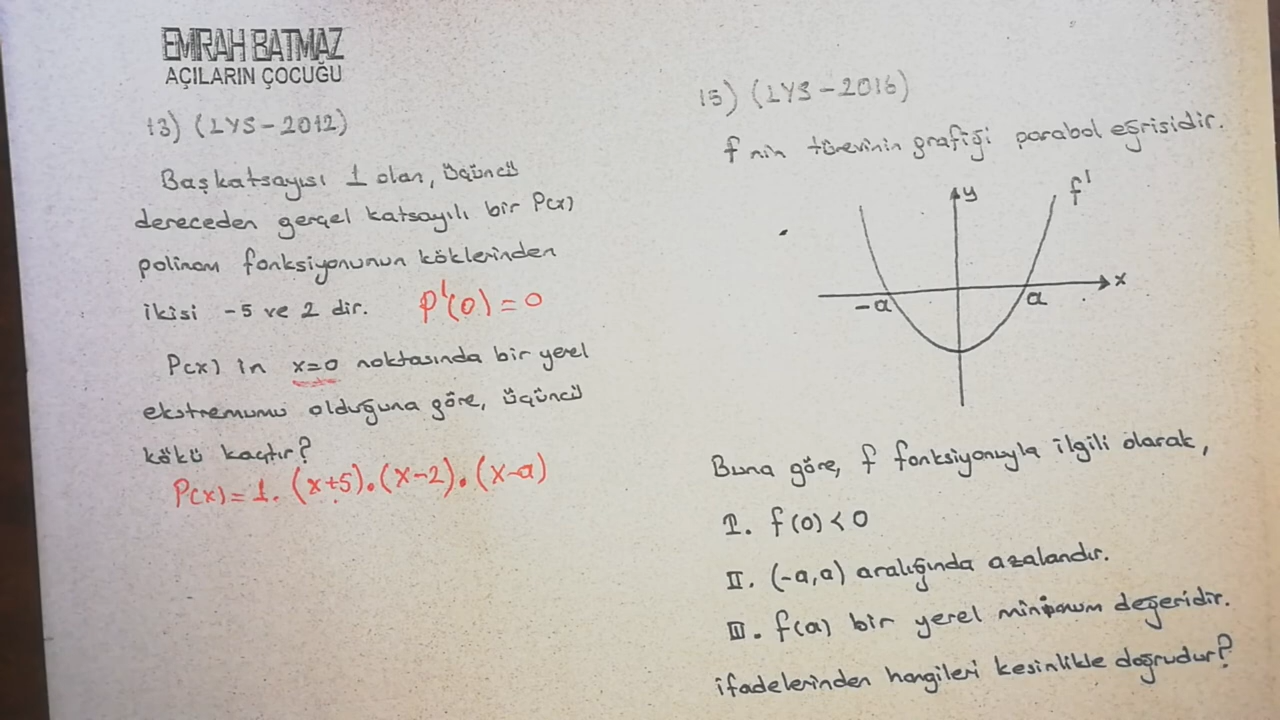 EMRAH BATMAZ
AÇILARIN ÇOCUĞU
13) (LYS-2012)
Başkatsayısı 1 olan, üçüncü
dereceden gerçel katsayılı bir P(x)
polinom fonksiyonunun köklerinden
ikisi -5 ve 2 dir. P'(0)=0
P(x) in x=0 noktasında bir yerel
ekstremumu olduğuna göre, üçüncü
kökü kaçtır?
P(x)=1.(x+5).(x-2).(x-a)
15) (LYS-2016)
f nin türevinin grafiği parabol eğrisidir.
y
f'
x
-a
a
Buna göre, f fonksiyonuyla ilgili olarak,
I. f(0)<0
II. (-a,a) aralığında azalandır.
III. f(a) bir yerel minimum değeridir.
ifadelerinden hangileri kesinlikle doğrudur?